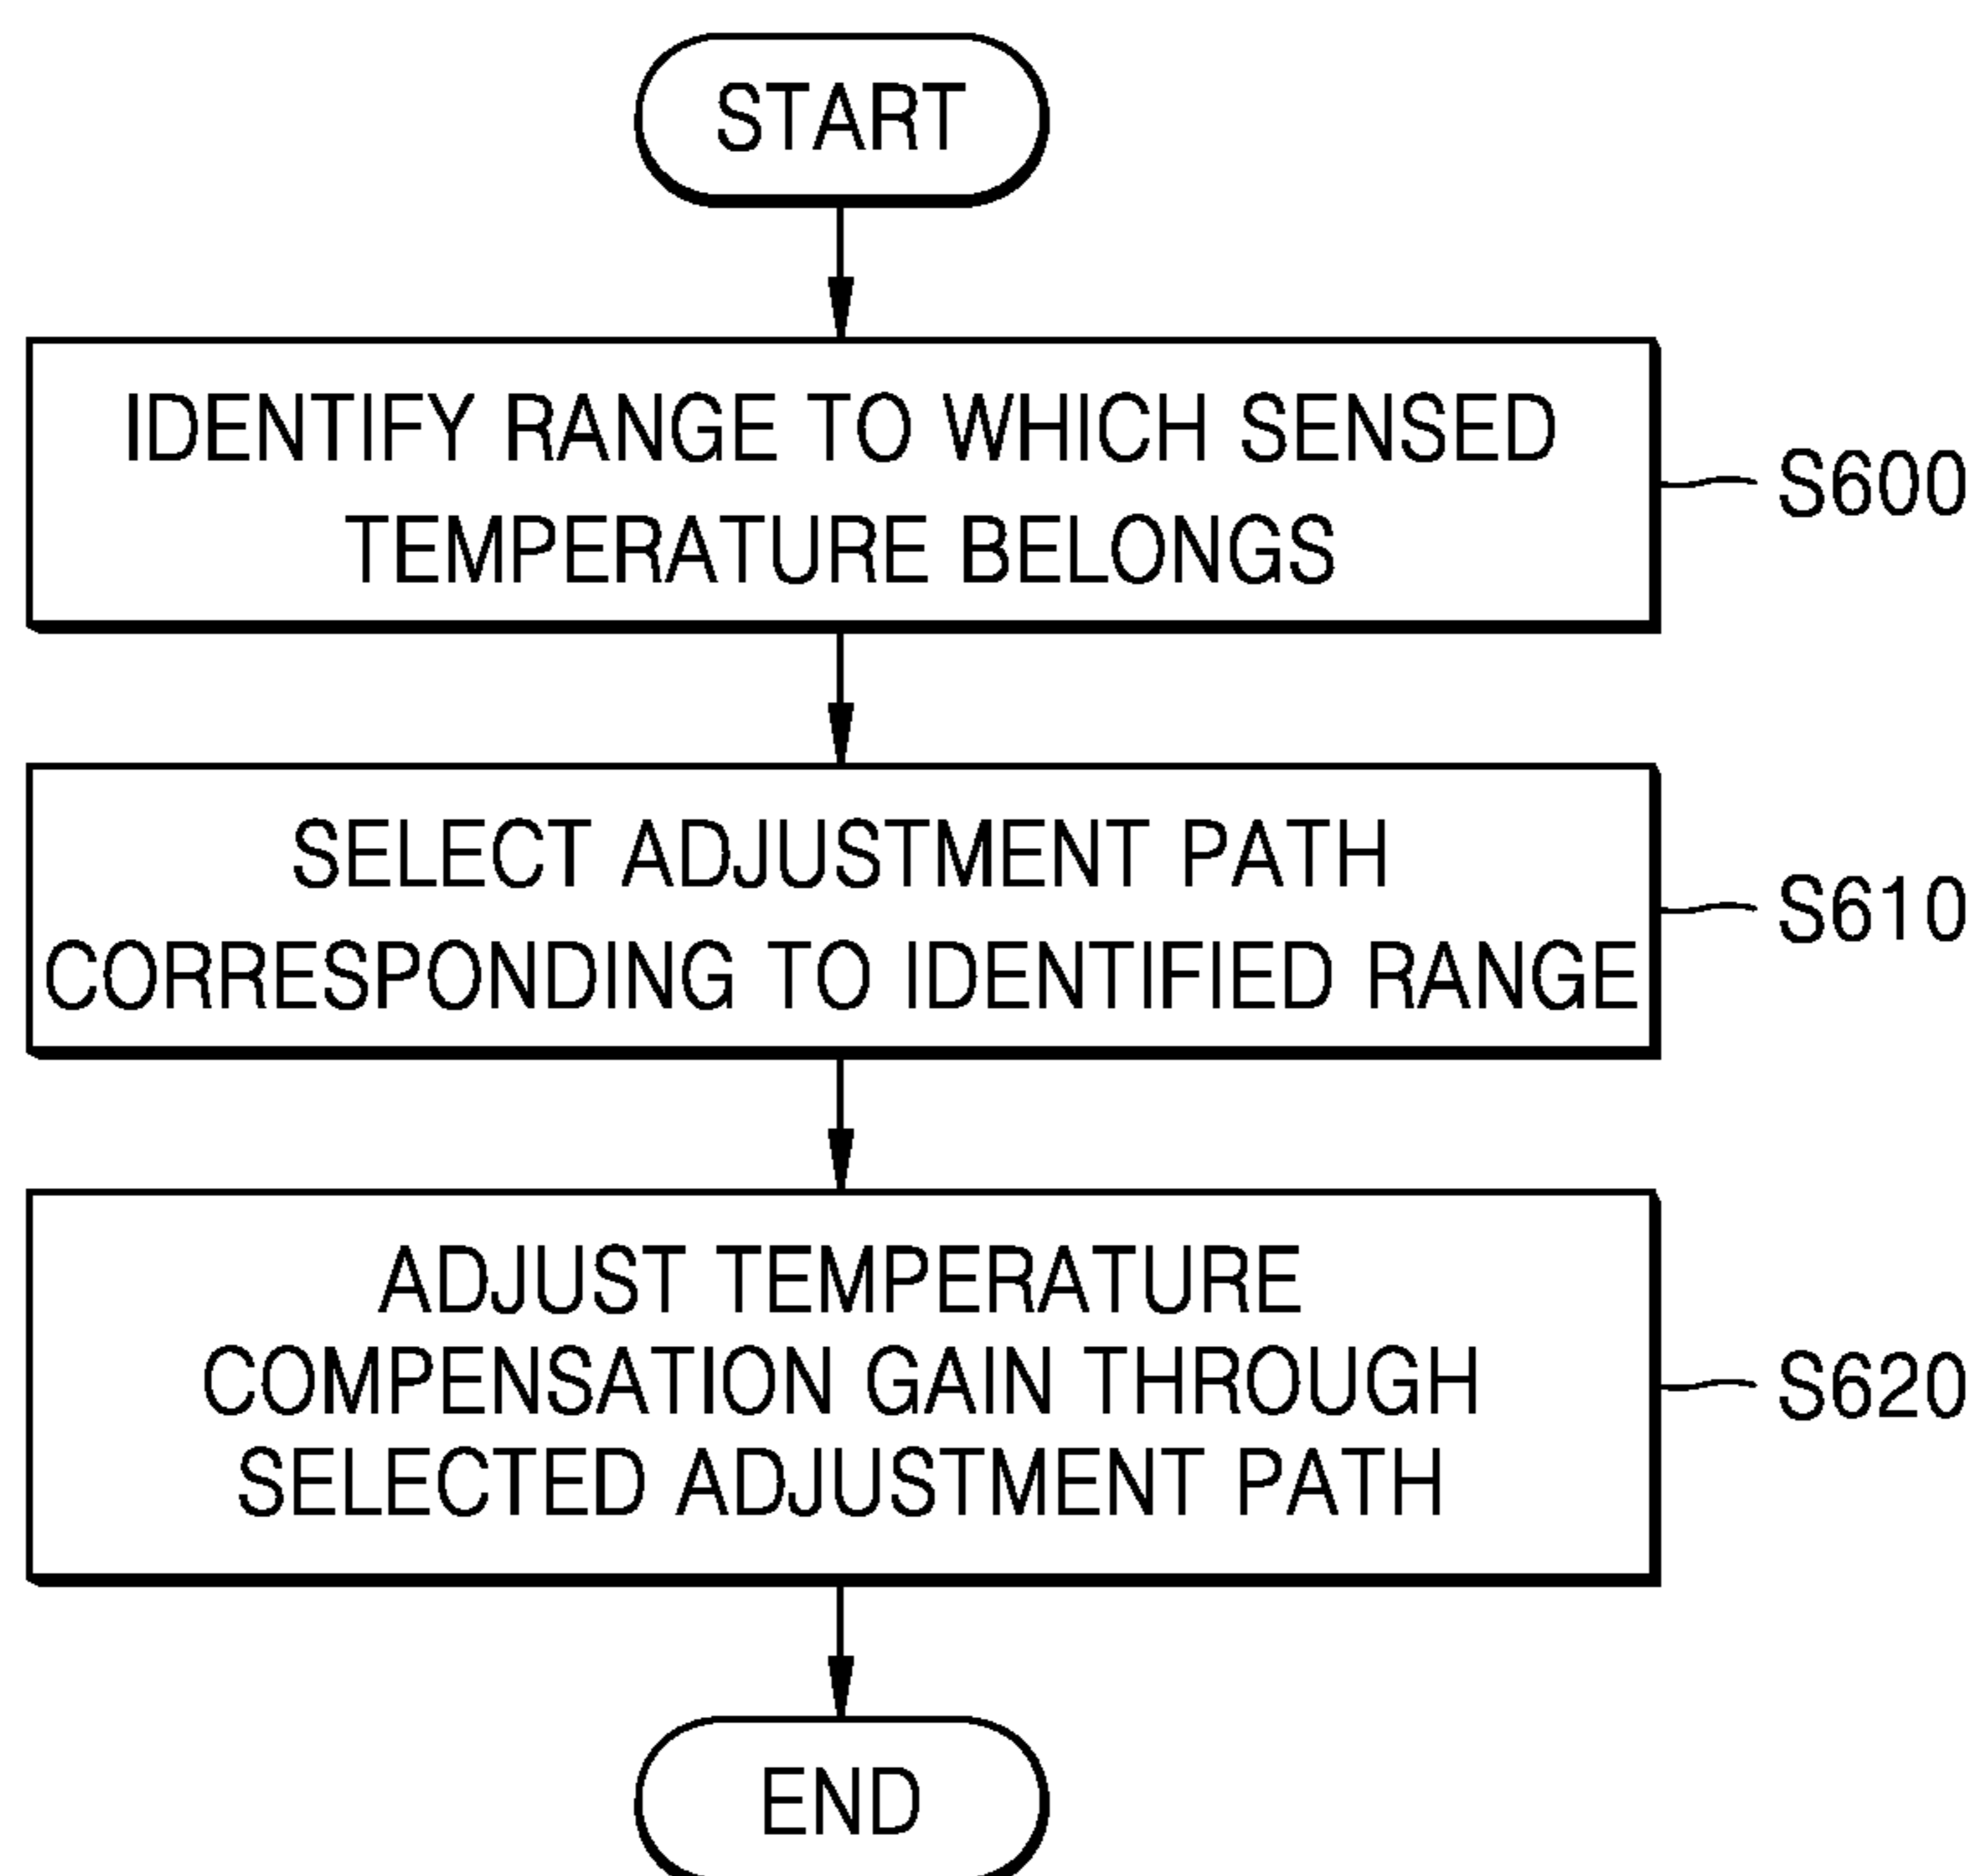 START
IDENTIFY RANGE TO WHICH SENSED
TEMPERATURE BELONGS
S600
SELECT ADJUSTMENT PATH
CORRESPONDING TO IDENTIFIED RANGE
S610
ADJUST TEMPERATURE
COMPENSATION GAIN THROUGH
SELECTED ADJUSTMENT PATH
S620
END